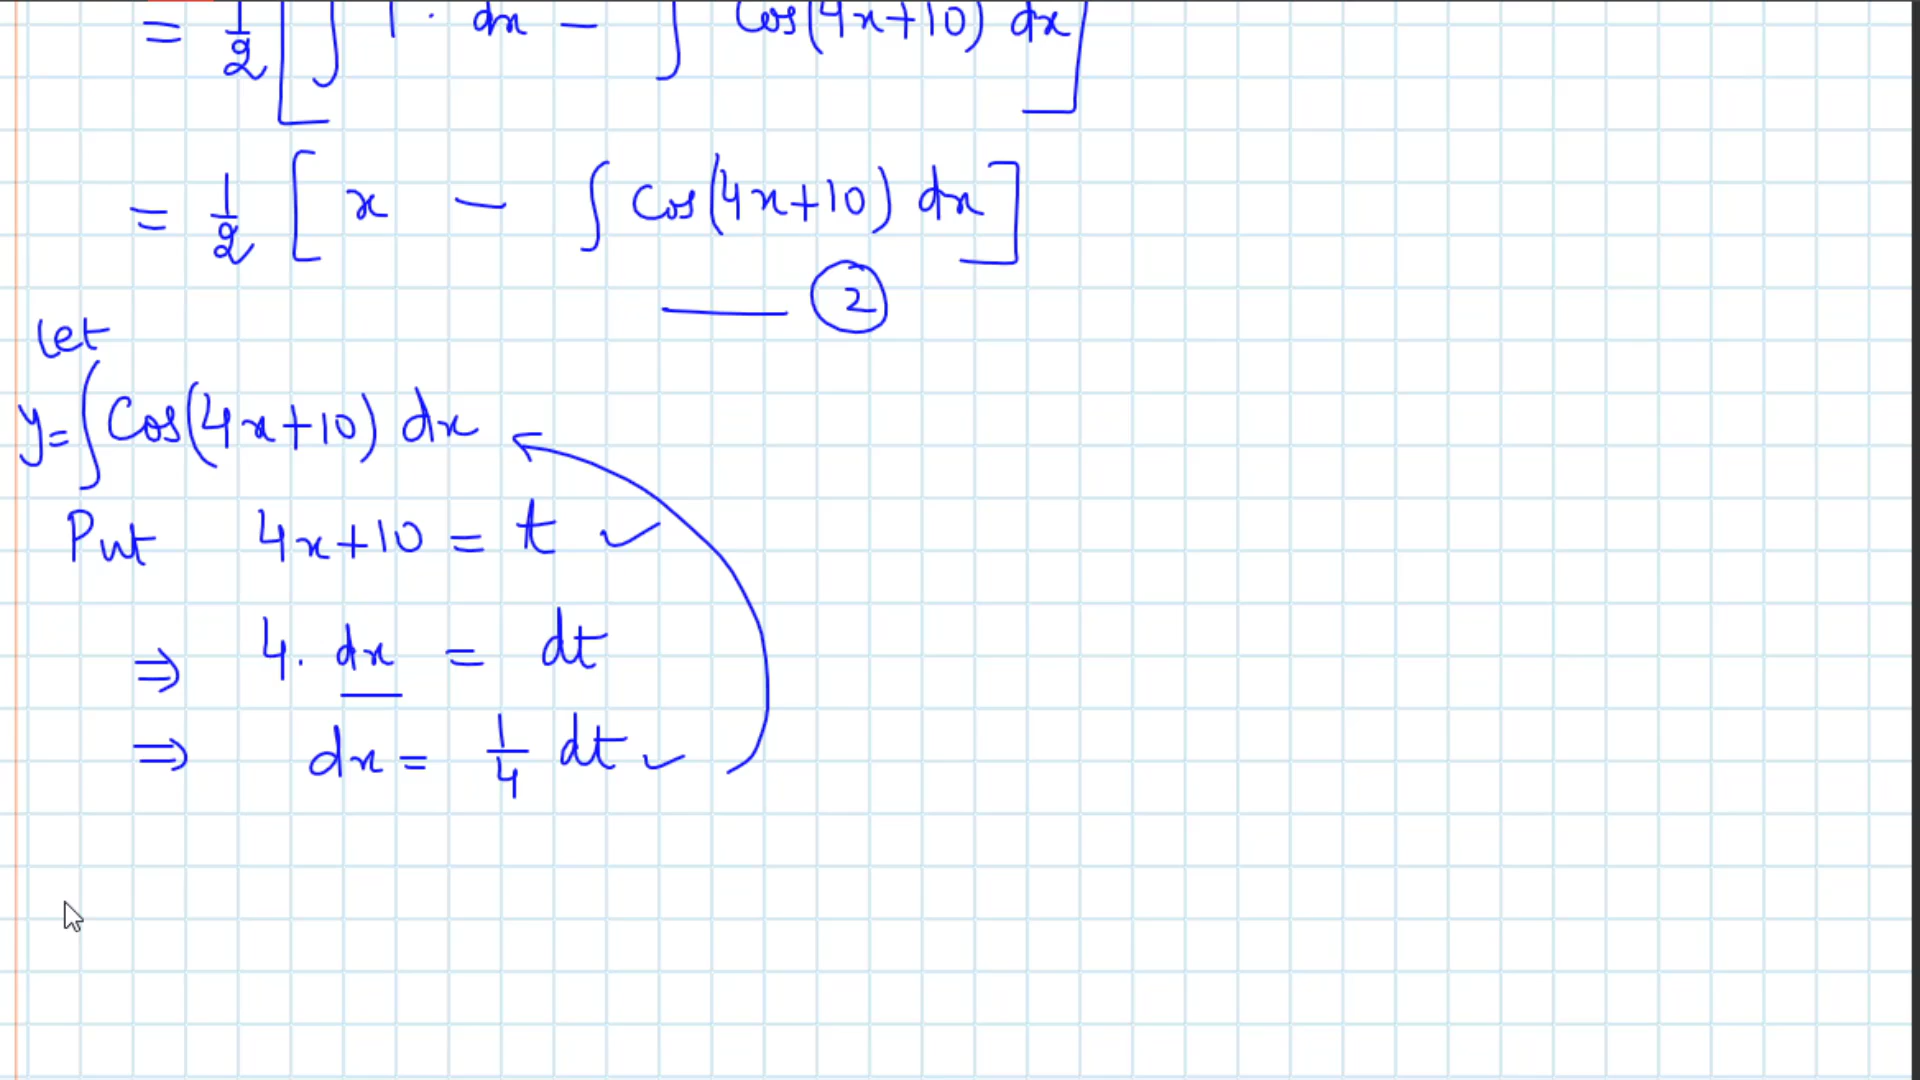 = 1/2 [ ∫ 1 · dx - ∫ Cos(4x+10) dx ]
= 1/2 [ x - ∫ Cos(4x+10) dx ]
—— 2
Let
y = ∫ Cos(4x+10) dx
Put 4x+10 = t ✓
⇒ 4. dx = dt
⇒ dx = 1/4 dt ✓